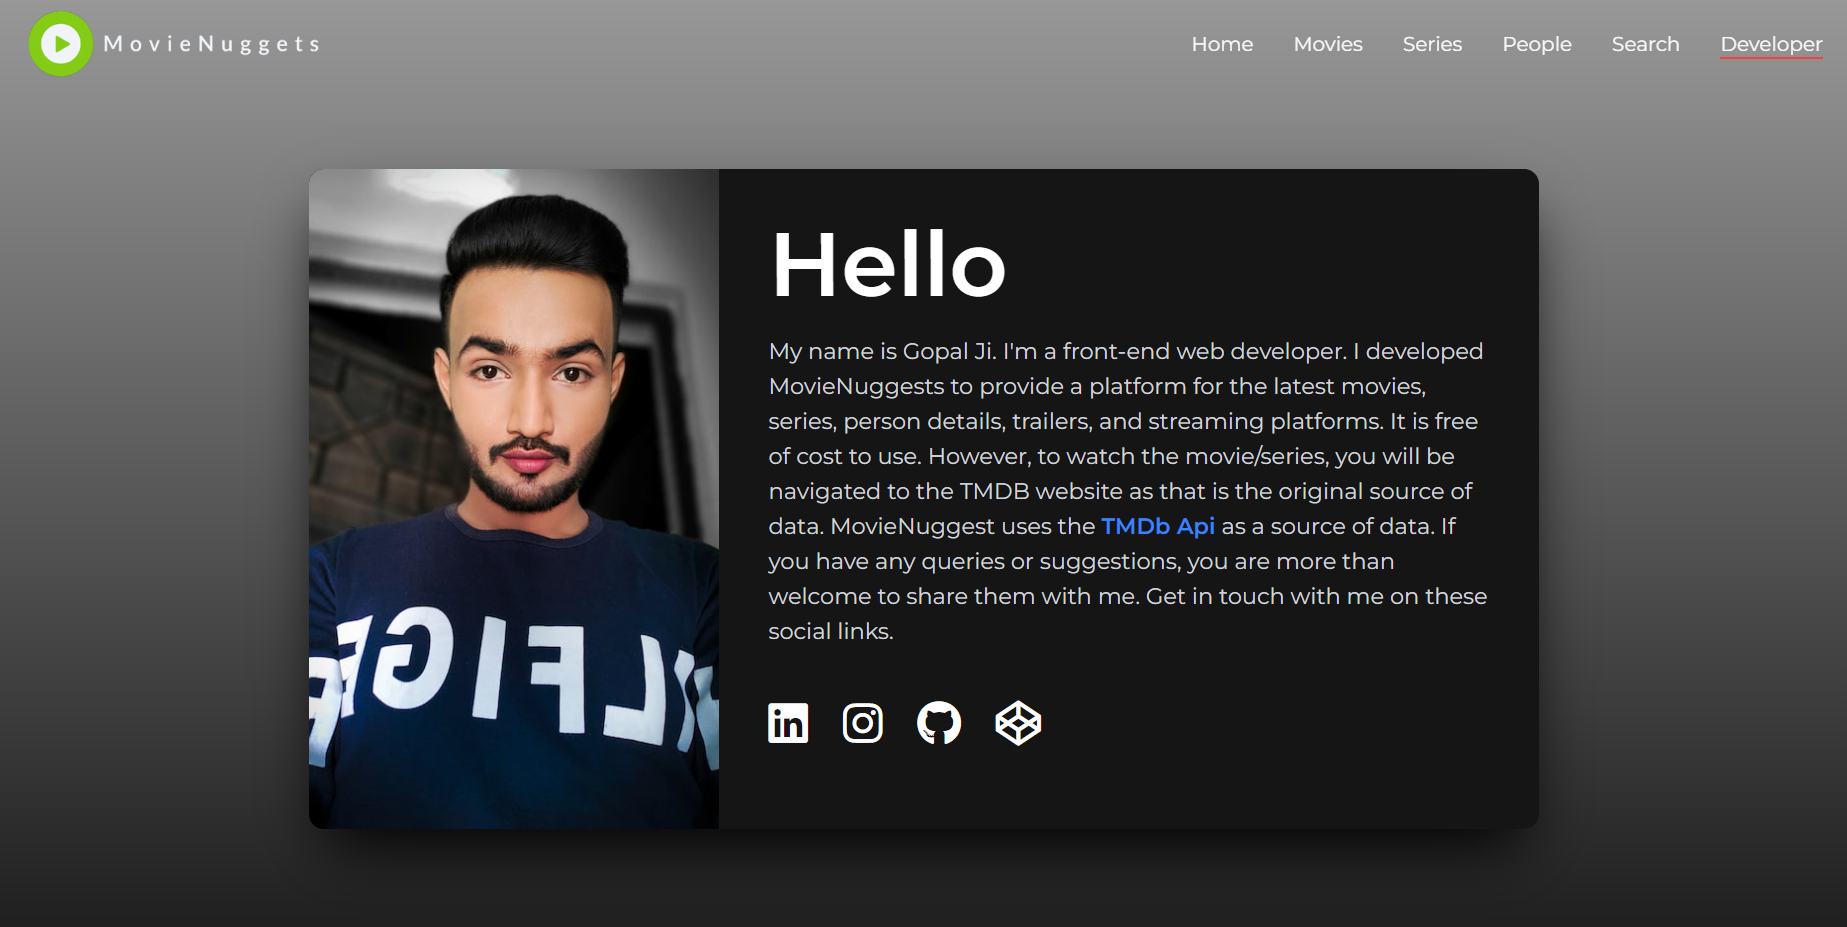 MovieNuggets
Home Movies Series People Search Developer
Hello
My name is Gopal Ji. I'm a front-end web developer. I developed
MovieNuggests to provide a platform for the latest movies,
series, person details, trailers, and streaming platforms. It is free
of cost to use. However, to watch the movie/series, you will be
navigated to the TMDB website as that is the original source of
data. MovieNuggest uses the TMDb Api as a source of data. If
you have any queries or suggestions, you are more than
welcome to share them with me. Get in touch with me on these
social links.
in